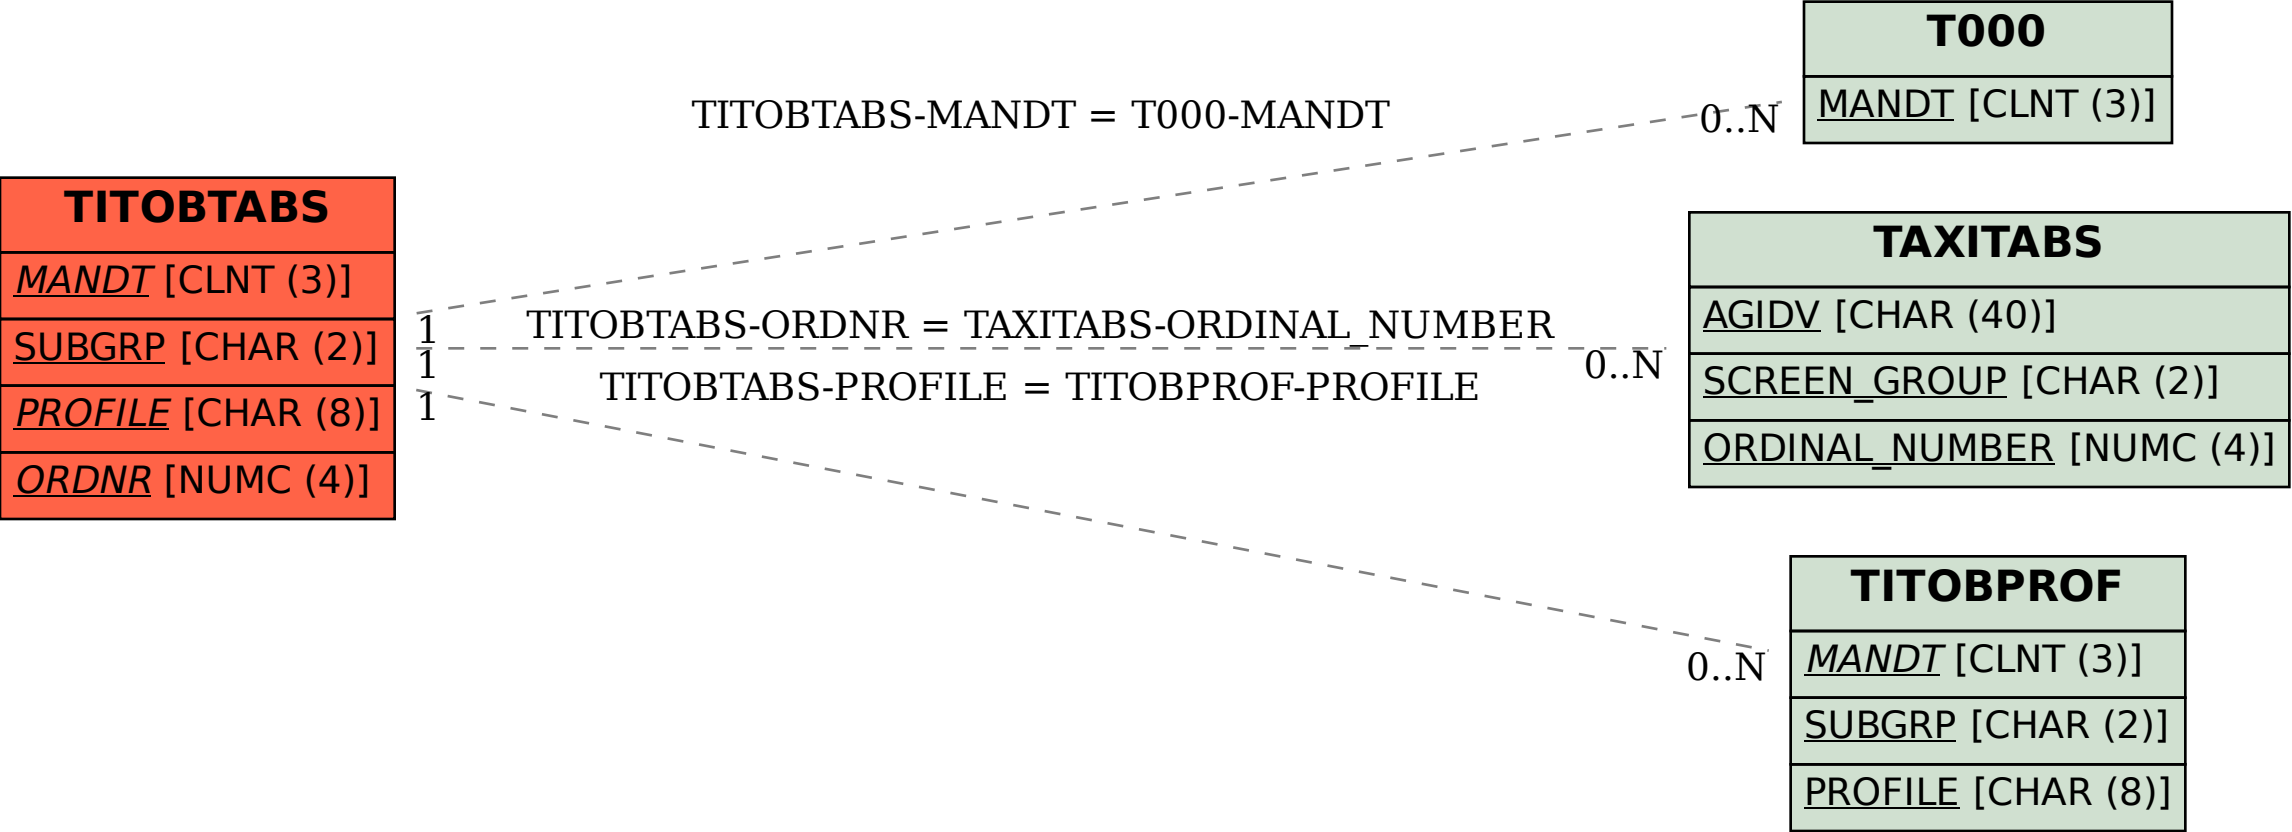 T000
MANDT [CLNT (3)]
TITOBTABS-MANDT = T000-MANDT
0..N
TITOBTABS
MANDT [CLNT (3)]
SUBGRP [CHAR (2)]
PROFILE [CHAR (8)]
ORDNR [NUMC (4)]
1
TITOBTABS-ORDNR = TAXITABS-ORDINAL_NUMBER
1
0..N
TITOBTABS-PROFILE = TITOBPROF-PROFILE
1
TAXITABS
AGIDV [CHAR (40)]
SCREEN_GROUP [CHAR (2)]
ORDINAL_NUMBER [NUMC (4)]
0..N
TITOBPROF
MANDT [CLNT (3)]
SUBGRP [CHAR (2)]
PROFILE [CHAR (8)]